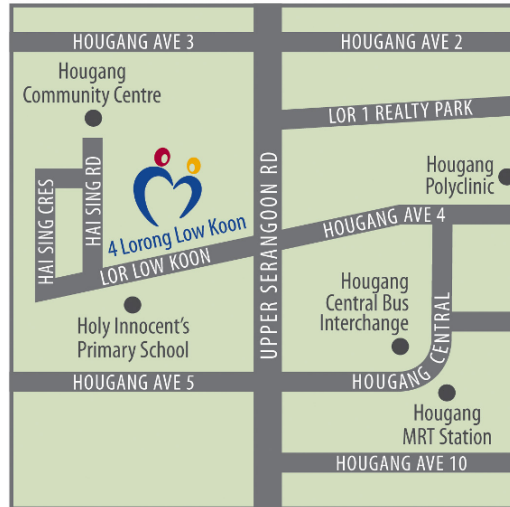 HOUGANG AVE 3
HOUGANG AVE 2
Hougang
Community Centre
LOR 1 REALTY PARK
Hougang
Polyclinic
HAI SING CRES
HAI SING RD
UPPER SERANGOON RD
4 Lorong Low Koon
HOUGANG AVE 4
LOR LOW KOON
Holy Innocent's
Primary School
Hougang
Central Bus
Interchange
HOUGANG CENTRAL
HOUGANG AVE 5
Hougang
MRT Station
HOUGANG AVE 10